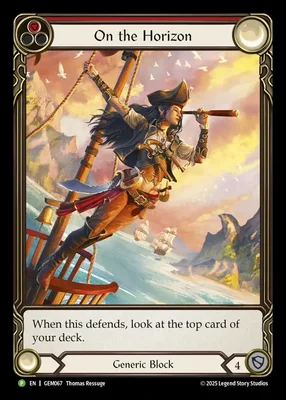 On the Horizon
When this defends, look at the top card of
your deck.
Generic Block
4
P EN | GEM067 Thomas Ressuge
© 2025 Legend Story Studios